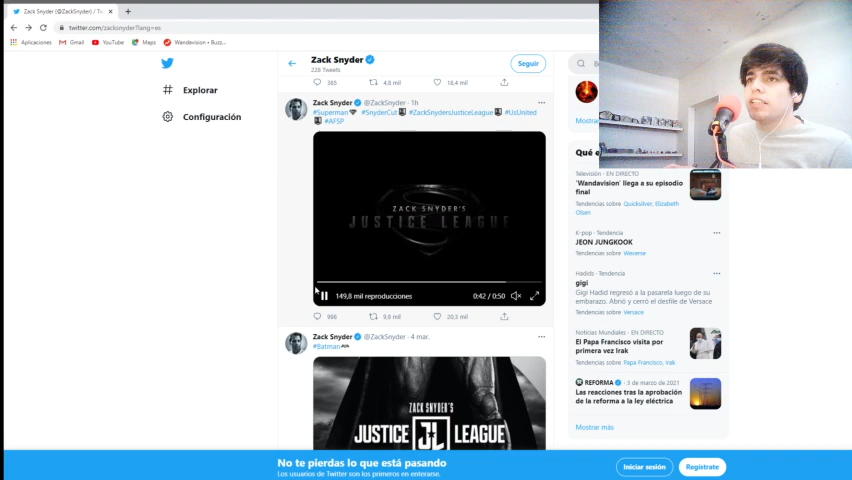 Zack Snyder (@ZackSnyder) / Tw
twitter.com/zacksnyder?lang=es
Aplicaciones
Gmail
YouTube
Maps
Wandavision • Buzz...
Explorar
Configuración
Zack Snyder
228 Tweets
Seguir
385
4,8 mil
18,4 mil
Zack Snyder @ZackSnyder · 1h
#Superman #SnyderCut #ZackSnydersJusticeLeague #UsUnited
#AFSP
ZACK SNYDER'S
JUSTICE LEAGUE
149,8 mil reproducciones
0:42 / 0:50
996
9,8 mil
20,3 mil
Zack Snyder @ZackSnyder · 4 mar.
#Batman
ZACK SNYDER'S
JUSTICE JL LEAGUE
Mostrar
Qué e
Televisión · EN DIRECTO
'Wandavision' llega a su episodio
final
Tendencias sobre Quicksilver, Elizabeth
Olsen
K-pop · Tendencia
JEON JUNGKOOK
Tendencias sobre Weverse
Hadids · Tendencia
gigi
Gigi Hadid regresó a la pasarela luego de su
embarazo. Abrió y cerró el desfile de Versace
Tendencias sobre Versace
Noticias Mundiales · EN DIRECTO
El Papa Francisco visita por
primera vez Irak
Tendencias sobre Papa Francisco, Irak
REFORMA · 3 de marzo de 2021
Las reacciones tras la aprobación
de la reforma a la ley eléctrica
Mostrar más
No te pierdas lo que está pasando
Los usuarios de Twitter son los primeros en enterarse.
Iniciar sesión
Regístrate